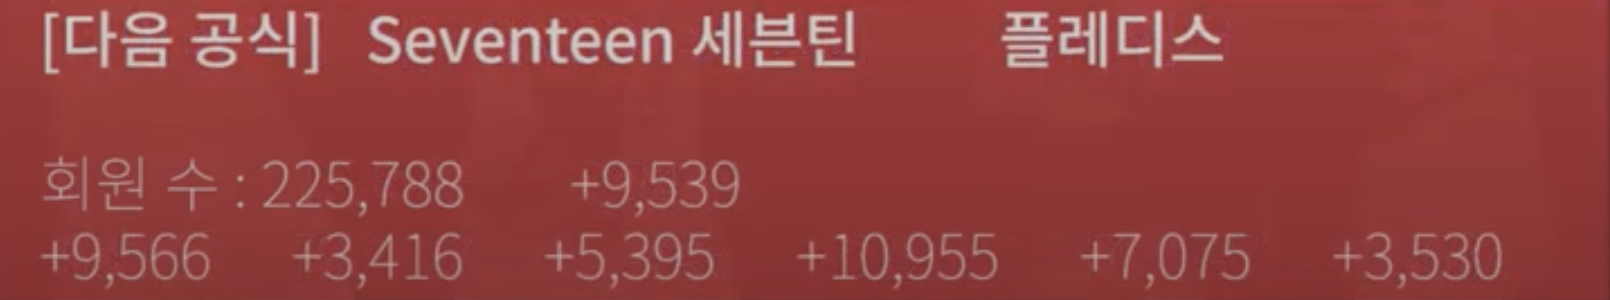 [다음 공식] Seventeen 세븐틴 플레디스
회원 수 : 225,788 +9,539
+9,566 +3,416 +5,395 +10,955 +7,075 +3,530